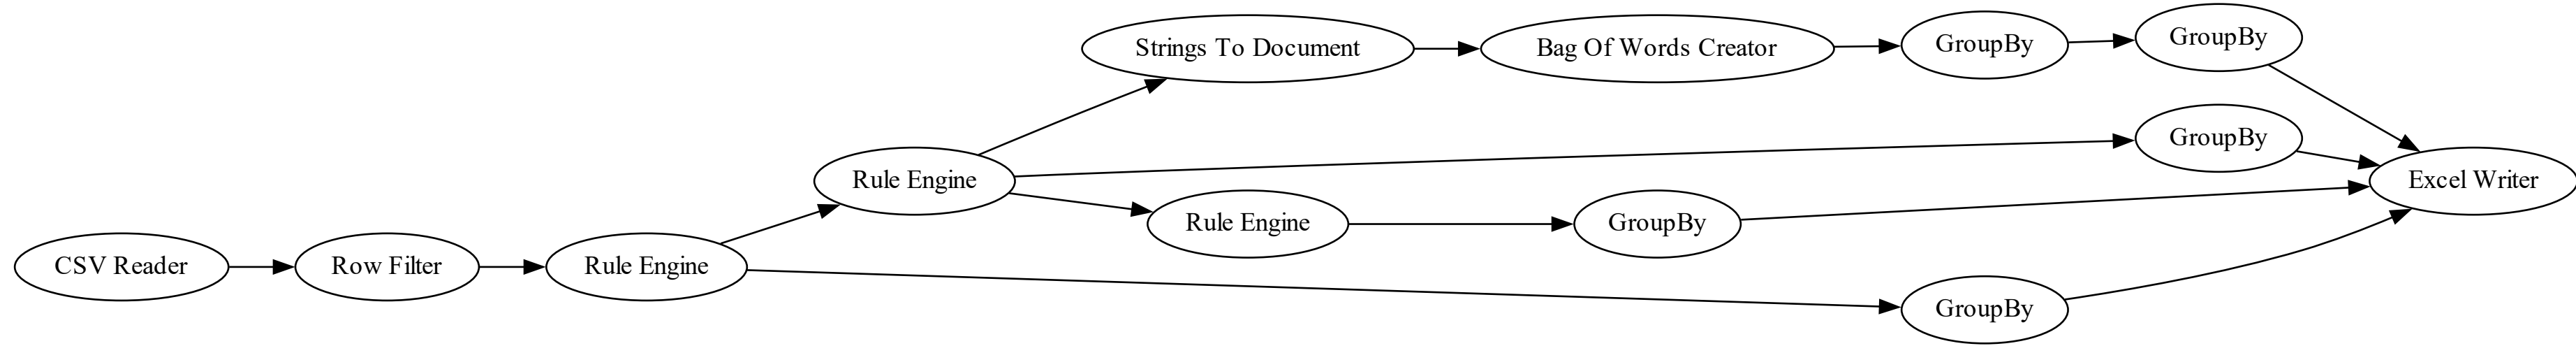 CSV Reader
Row Filter
Rule Engine
Rule Engine
Strings To Document
Bag Of Words Creator
GroupBy
GroupBy
GroupBy
Rule Engine
GroupBy
GroupBy
Excel Writer